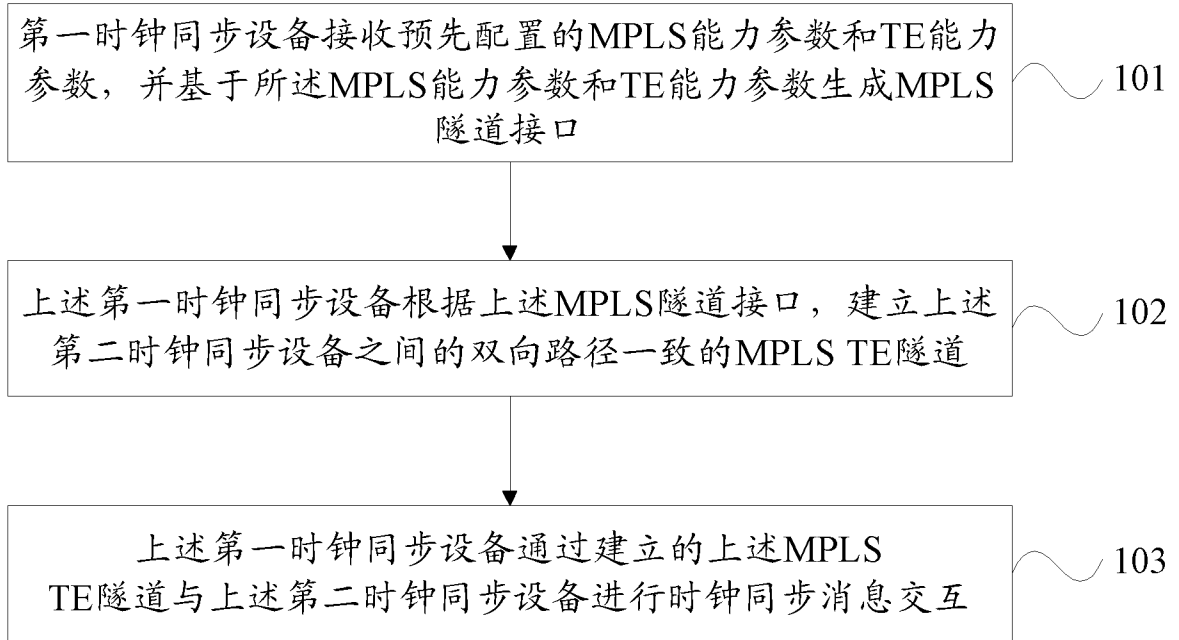 第一时钟同步设备接收预先配置的MPLS能力参数和TE能力
参数，并基于所述MPLS能力参数和TE能力参数生成MPLS
隧道接口
101
上述第一时钟同步设备根据上述MPLS隧道接口，建立上述
第二时钟同步设备之间的双向路径一致的MPLS TE隧道
102
上述第一时钟同步设备通过建立的上述MPLS
TE隧道与上述第二时钟同步设备进行时钟同步消息交互
103